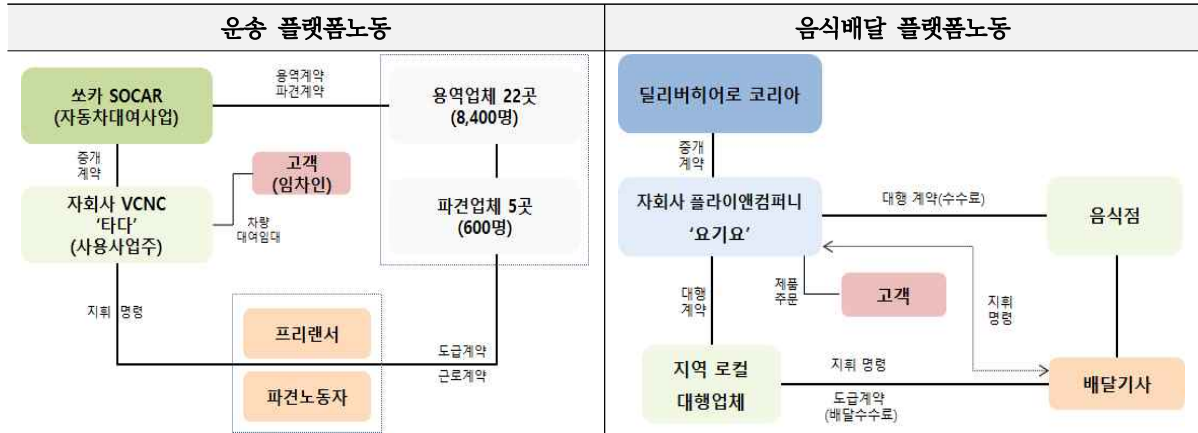 운송 플랫폼노동
쏘카 SOCAR
(자동차대여사업)
용역계약
파견계약
용역업체 22곳
(8,400명)
중개
계약
고객
(임차인)
자회사 VCNC
‘타다’
(사용사업주)
차량
대여임대
파견업체 5곳
(600명)
지휘 명령
프리랜서
파견노동자
도급계약
근로계약
음식배달 플랫폼노동
딜리버히어로 코리아
중개
계약
자회사 플라이앤컴퍼니
‘요기요’
대행 계약(수수료)
음식점
대행
계약
제품
주문
고객
지휘
명령
지역 로컬
대행업체
지휘 명령
도급계약
(배달수수료)
배달기사